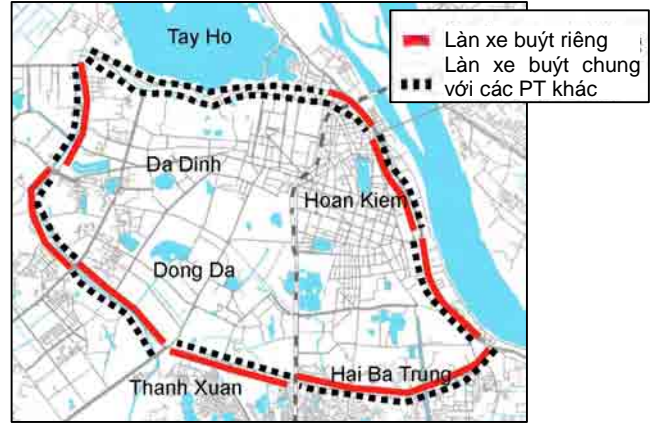 Tay Ho
Làn xe buýt riêng
Làn xe buýt chung
với các PT khác
Da Dinh
Hoan Kiem
Dong Da
Hai Ba Trung
Thanh Xuan